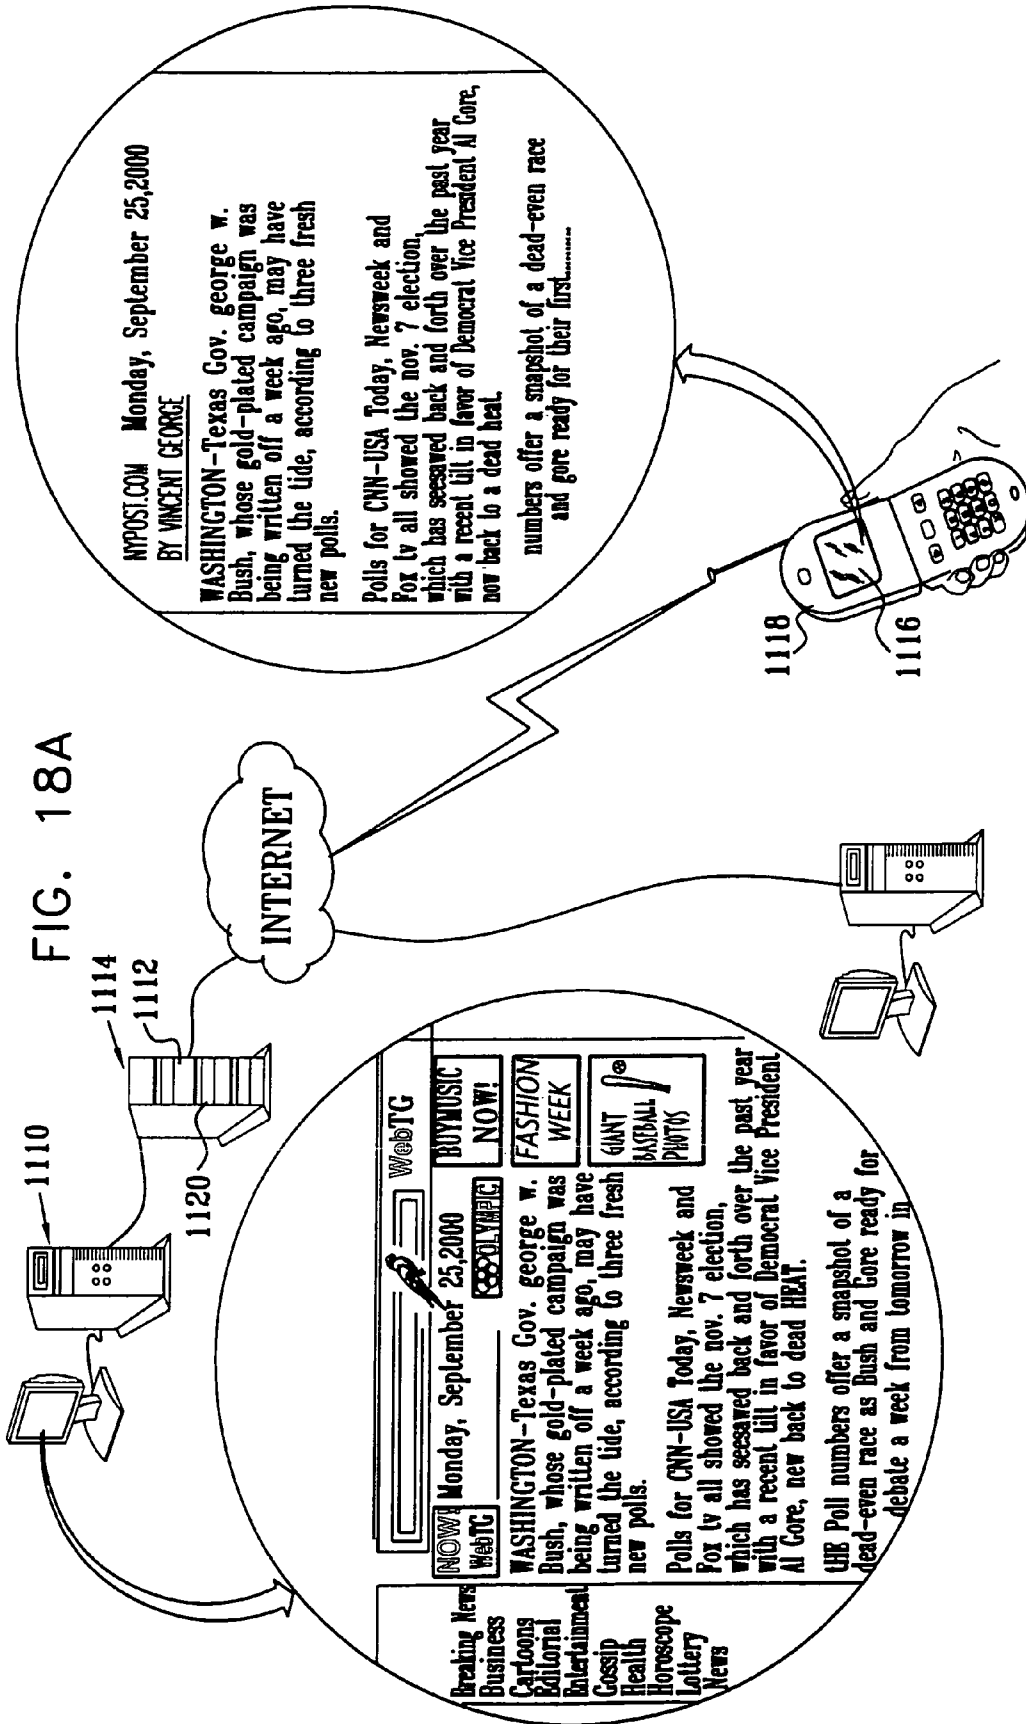 FIG. 18A
1110
1114
1112
1120
INTERNET
1118
1116
WebTG
NOW!
WebTG
Monday, September 25,2000
OLYMPIC
BUYMUSIC
NOW!
FASHION
WEEK
GIANT
BASEBALL
PHOTOS
Breaking News
Business
Cartoons
Editorial
Entertainment
Gossip
Health
Horoscope
Lottery
News
WASHINGTON-Texas Gov. george w.
Bush, whose gold-plated campaign was
being written off a week ago, may have
turned the tide, according to three fresh
new polls.
Polls for CNN-USA Today, Newsweek and
Fox tv all showed the nov. 7 election,
which has seesawed back and forth over the past year
with a recent tilt in favor of Democrat Vice President
Al Gore, new back to dead HEAT.
tHE Poll numbers offer a snapshot of a
dead-even race as Bush and Gore ready for
debate a week from tomorrow in
NYPOST.COM Monday, September 25,2000
BY VINCENT GEORGE
WASHINGTON-Texas Gov. george w.
Bush, whose gold-plated campaign was
being written off a week ago, may have
turned the tide, according to three fresh
new polls.
Polls for CNN-USA Today, Newsweek and
Fox tv all showed the nov. 7 election,
which has seesawed back and forth over the past year
with a recent tilt in favor of Democrat Vice President Al Gore,
now back to a dead heat.
numbers offer a snapshot of a dead-even race
and gore ready for their first..........